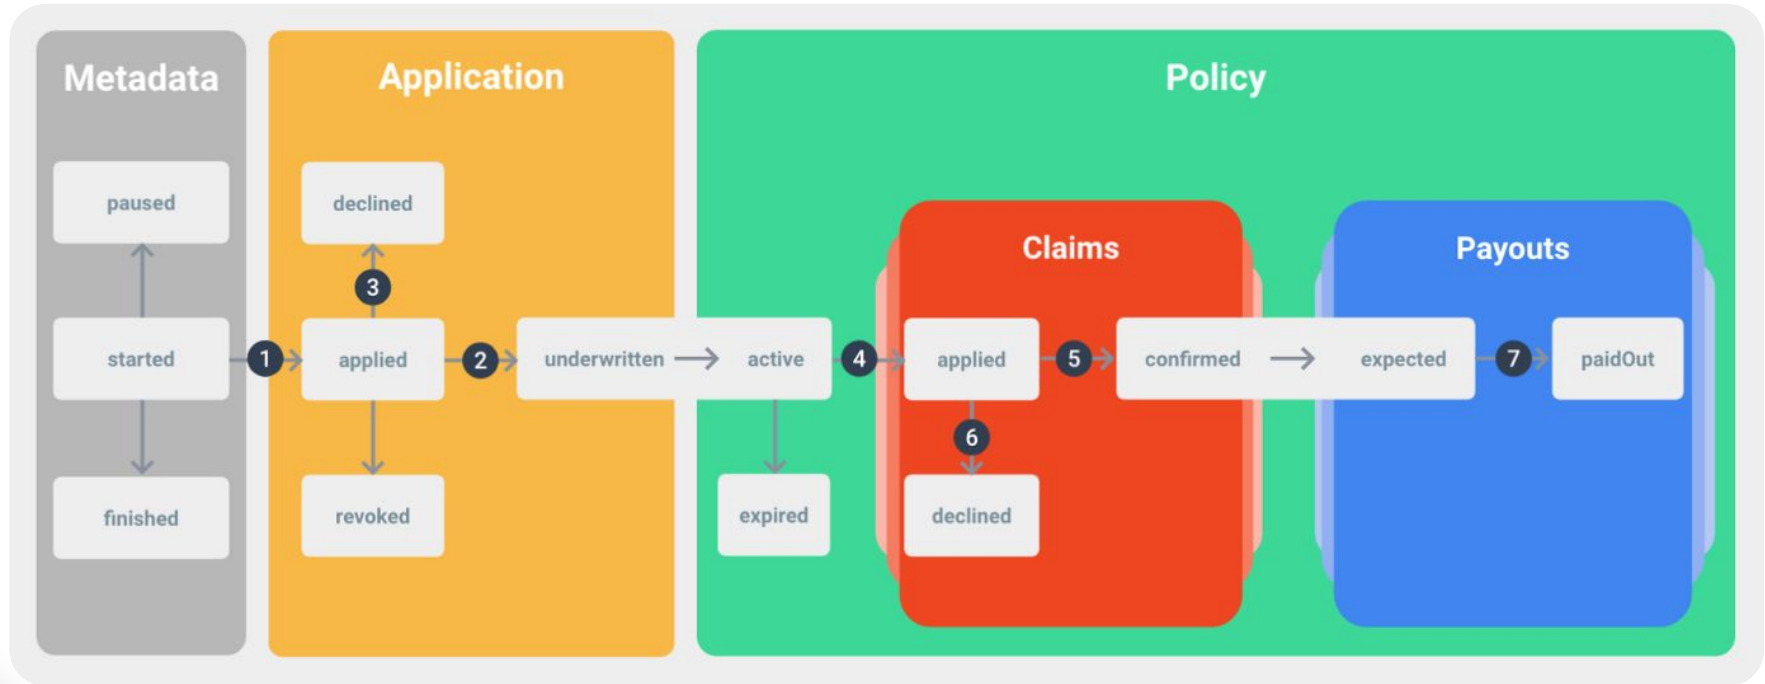 Metadata
paused
started
finished
1
Application
declined
3
applied
2
underwritten
revoked
Policy
active
expired
4
Claims
applied
5
confirmed
6
declined
Payouts
expected
7
paidOut